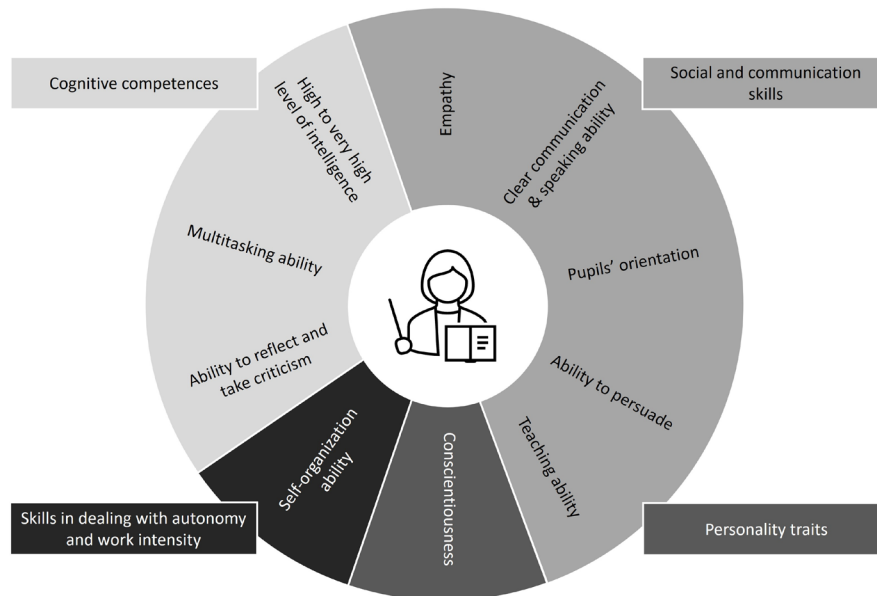 Cognitive competences
Social and communication
skills
High to very high
level of intelligence
Multitasking ability
Ability to reflect and
take criticism
Empathy
Clear communication
& speaking ability
Pupils’ orientation
Ability to persuade
Teaching ability
Conscientiousness
Self-organization
ability
Skills in dealing with autonomy
and work intensity
Personality traits